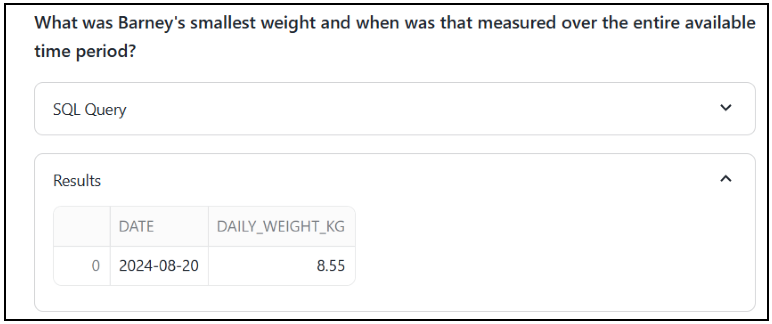 What was Barney's smallest weight and when was that measured over the entire available
time period?
SQL Query
Results
DATE DAILY_WEIGHT_KG
0 2024-08-20 8.55